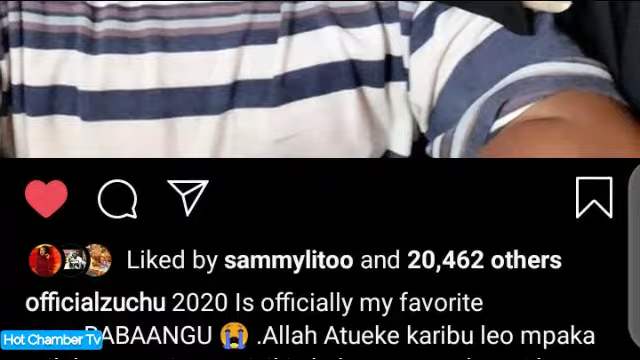 Liked by sammylitoo and 20,462 others
officialzuchu 2020 Is officially my favorite
BABAANGU 😭 .Allah Atueke karibu leo mpaka
Hot Chamber Tv